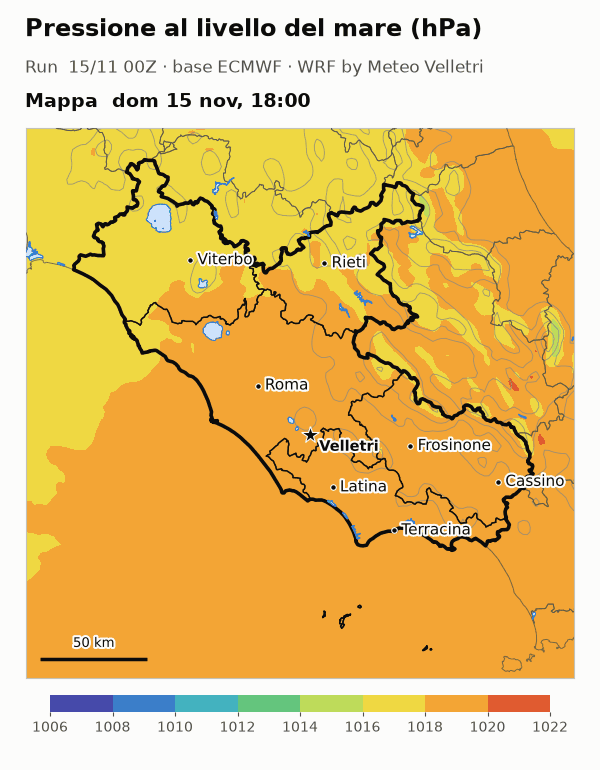 Pressione al livello del mare (hPa)
Run  15/11 00Z · base ECMWF · WRF by Meteo Velletri
Mappa  dom 15 nov, 18:00
Viterbo
Rieti
Roma
Velletri
Frosinone
Cassino
Latina
Terracina
50 km
1006 1008 1010 1012 1014 1016 1018 1020 1022